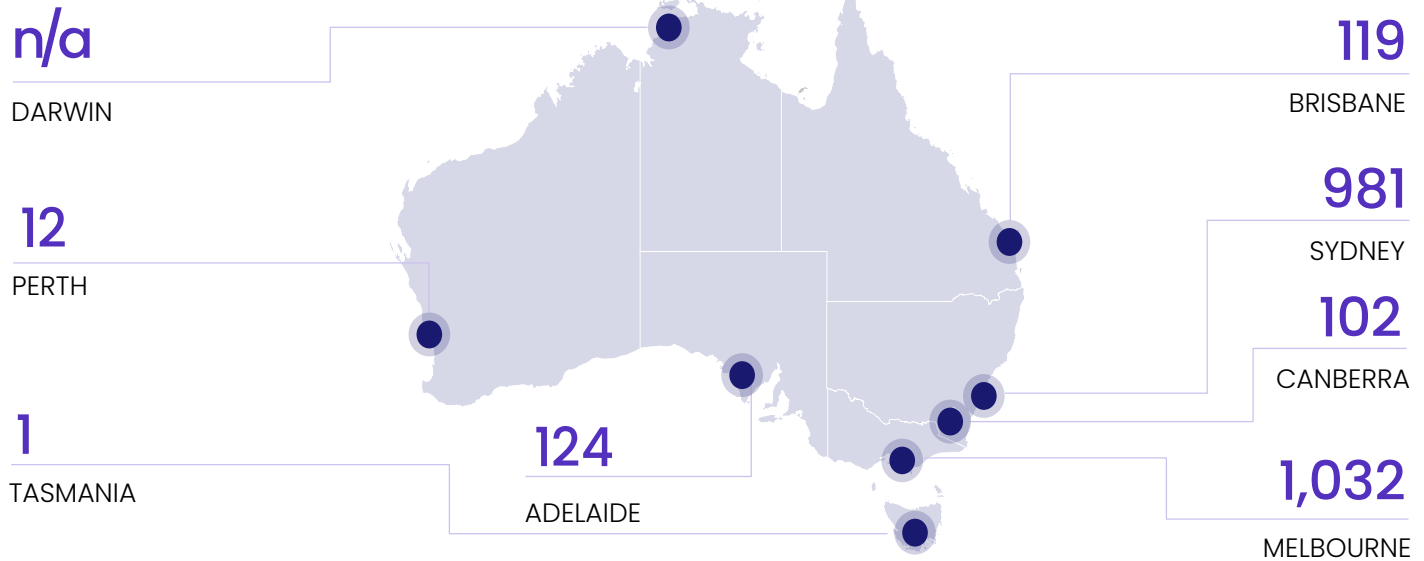 n/a
DARWIN
12
PERTH
1
TASMANIA
124
ADELAIDE
119
BRISBANE
981
SYDNEY
102
CANBERRA
1,032
MELBOURNE